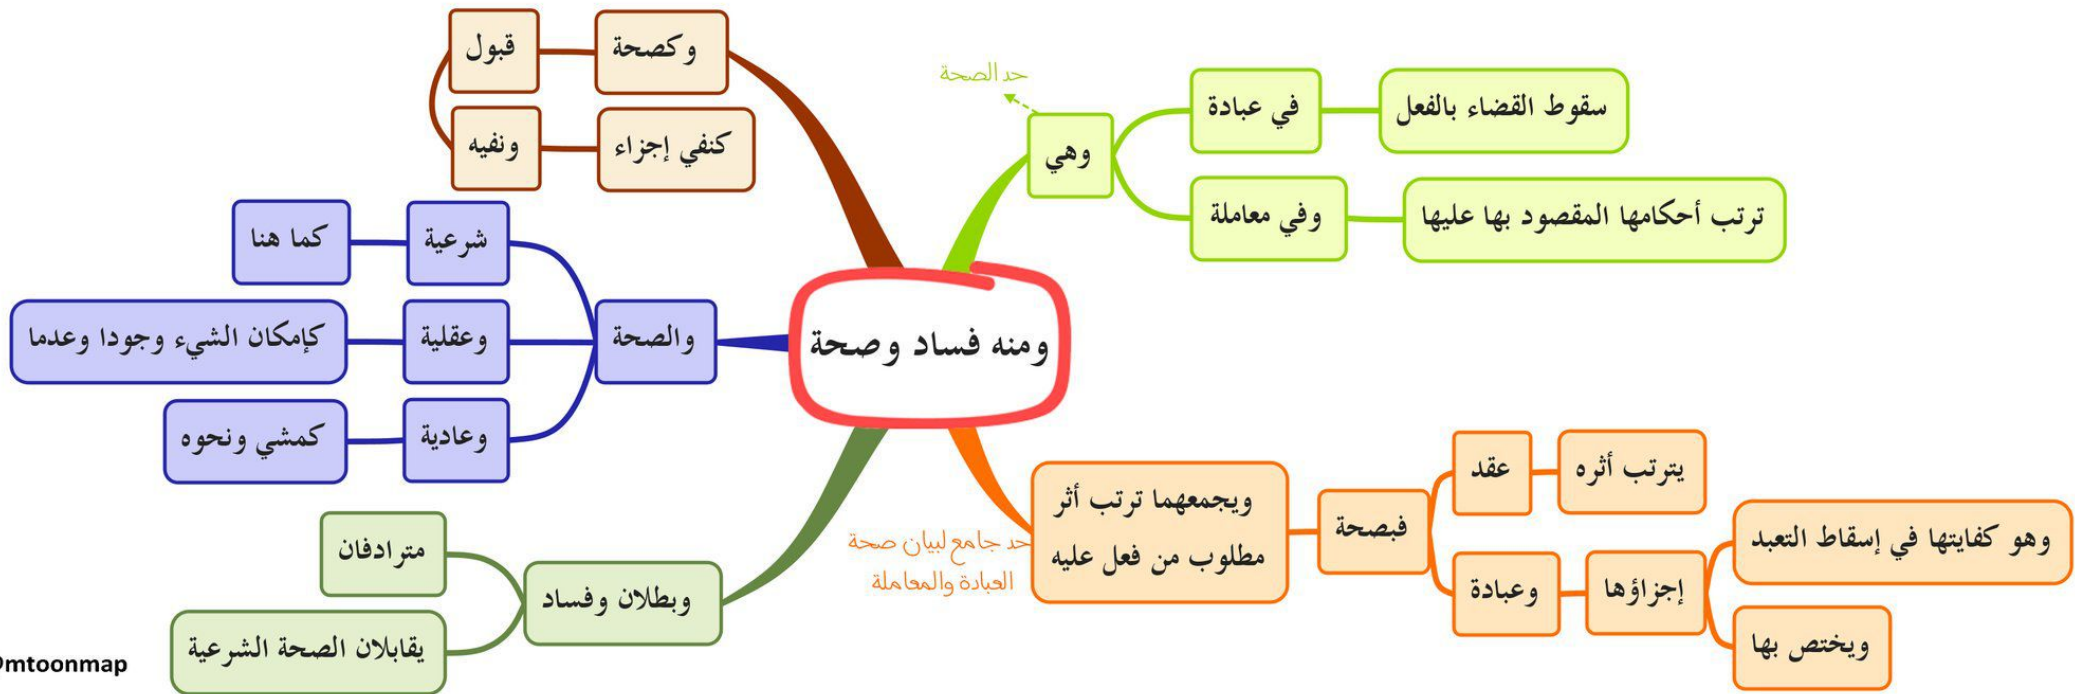 ومنه فساد وصحة
حد الصحة
وهي
في عبادة
سقوط القضاء بالفعل
وفي معاملة
ترتب أحكامها المقصود بها عليها
ويجمعهما ترتب أثر
مطلوب من فعل عليه
حد جامع لبيان صحة
العبادة والمعاملة
فبصحة
عقد
يترتب أثره
وعبادة
إجزاؤها
وهو كفايتها في إسقاط التعبد
ويختص بها
وكصحة
قبول
ونفيه
كنفي إجزاء
والصحة
شرعية
كما هنا
وعقلية
كإمكان الشيء وجودا وعدما
وعادية
كمشي ونحوه
وبطلان وفساد
مترادفان
يقابلان الصحة الشرعية
mtoonmap